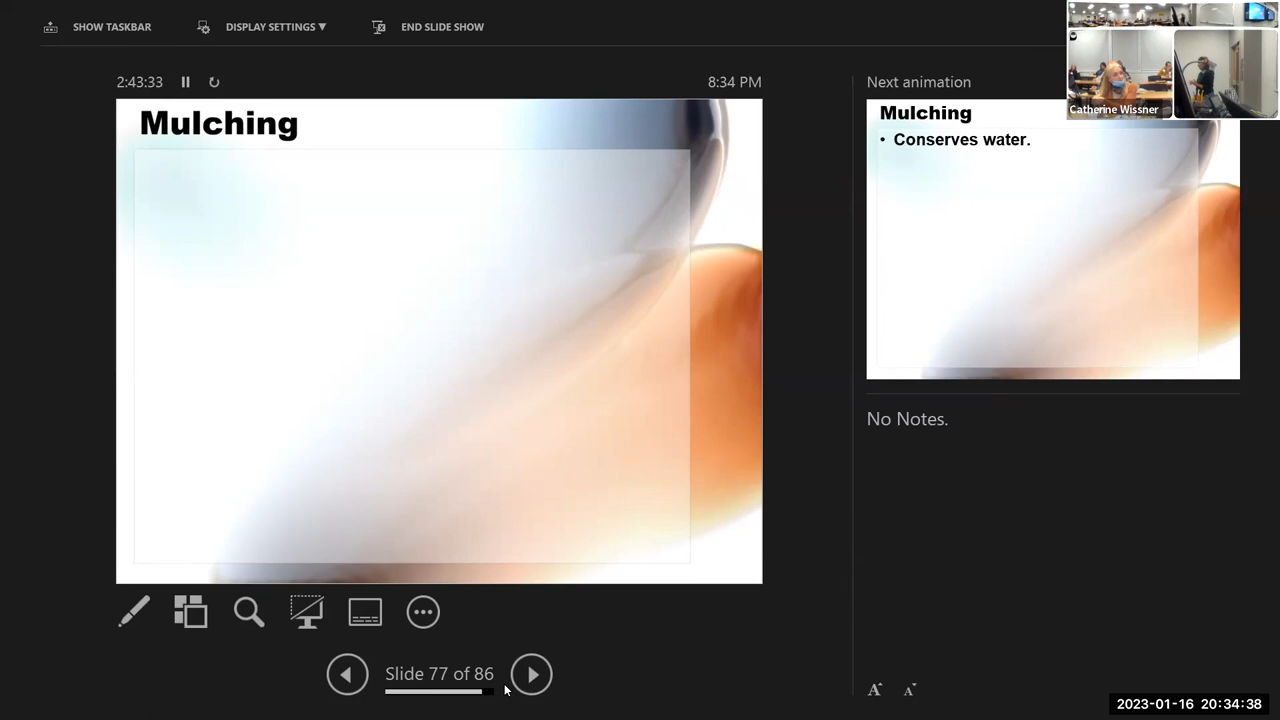 SHOW TASKBAR
DISPLAY SETTINGS ▼
END SLIDE SHOW
2:43:33
8:34 PM
Next animation
Catherine Wissner
Mulching
Mulching
• Conserves water.
No Notes.
Slide 77 of 86
A A
2023-01-16 20:34:38